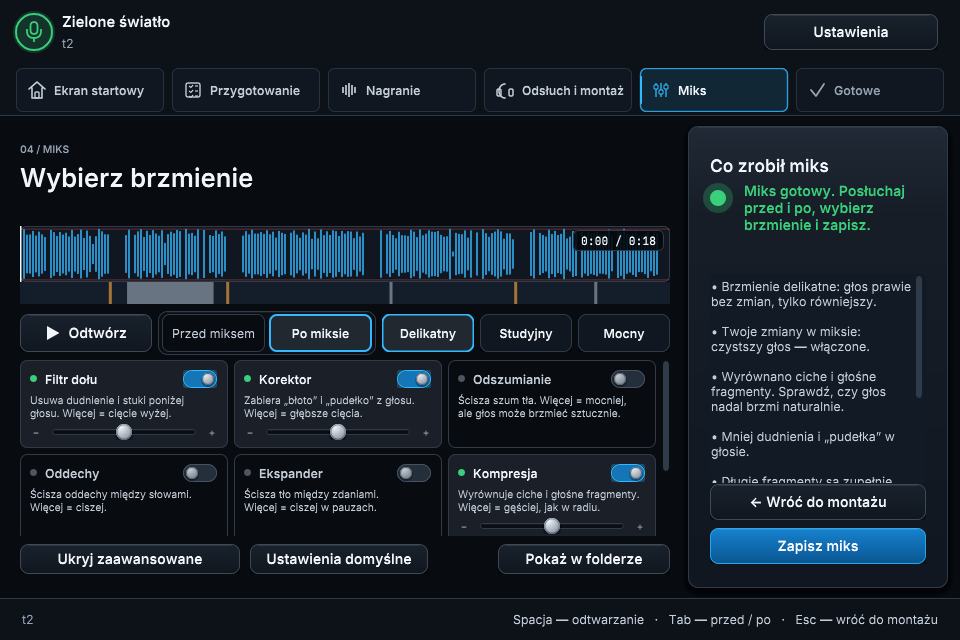 Zielone światło
t2
Ustawienia
Ekran startowy
Przygotowanie
Nagranie
Odsłuch i montaż
Miks
Gotowe
04 / MIKS
Wybierz brzmienie
0:00 / 0:18
Odtwórz
Przed miksem
Po miksie
Delikatny
Studyjny
Mocny
Filtr dołu
Usuwa dudnienie i stuki poniżej
głosu. Więcej = cięcie wyżej.
− +
Korektor
Zabiera „błoto” i „pudełko” z głosu.
Więcej = głębsze cięcia.
− +
Odszumianie
Ścisza szum tła. Więcej = mocniej,
ale głos może brzmieć sztucznie.
Oddechy
Ścisza oddechy między słowami.
Więcej = ciszej.
Ekspander
Ścisza tło między zdaniami.
Więcej = ciszej w pauzach.
Kompresja
Wyrównuje ciche i głośne fragmenty.
Więcej = gęściej, jak w radiu.
− +
Ukryj zaawansowane
Ustawienia domyślne
Pokaż w folderze
Co zrobił miks
Miks gotowy. Posłuchaj
przed i po, wybierz
brzmienie i zapisz.
• Brzmienie delikatne: głos prawie
bez zmian, tylko równiejszy.
• Twoje zmiany w miksie:
czystszy głos — włączone.
• Wyrównano ciche i głośne
fragmenty. Sprawdź, czy głos
nadal brzmi naturalnie.
• Mniej dudnienia i „pudełka” w
głosie.
• Długie fragmenty są zupełnie
← Wróć do montażu
Zapisz miks
t2
Spacja — odtwarzanie · Tab — przed / po · Esc — wróć do montażu